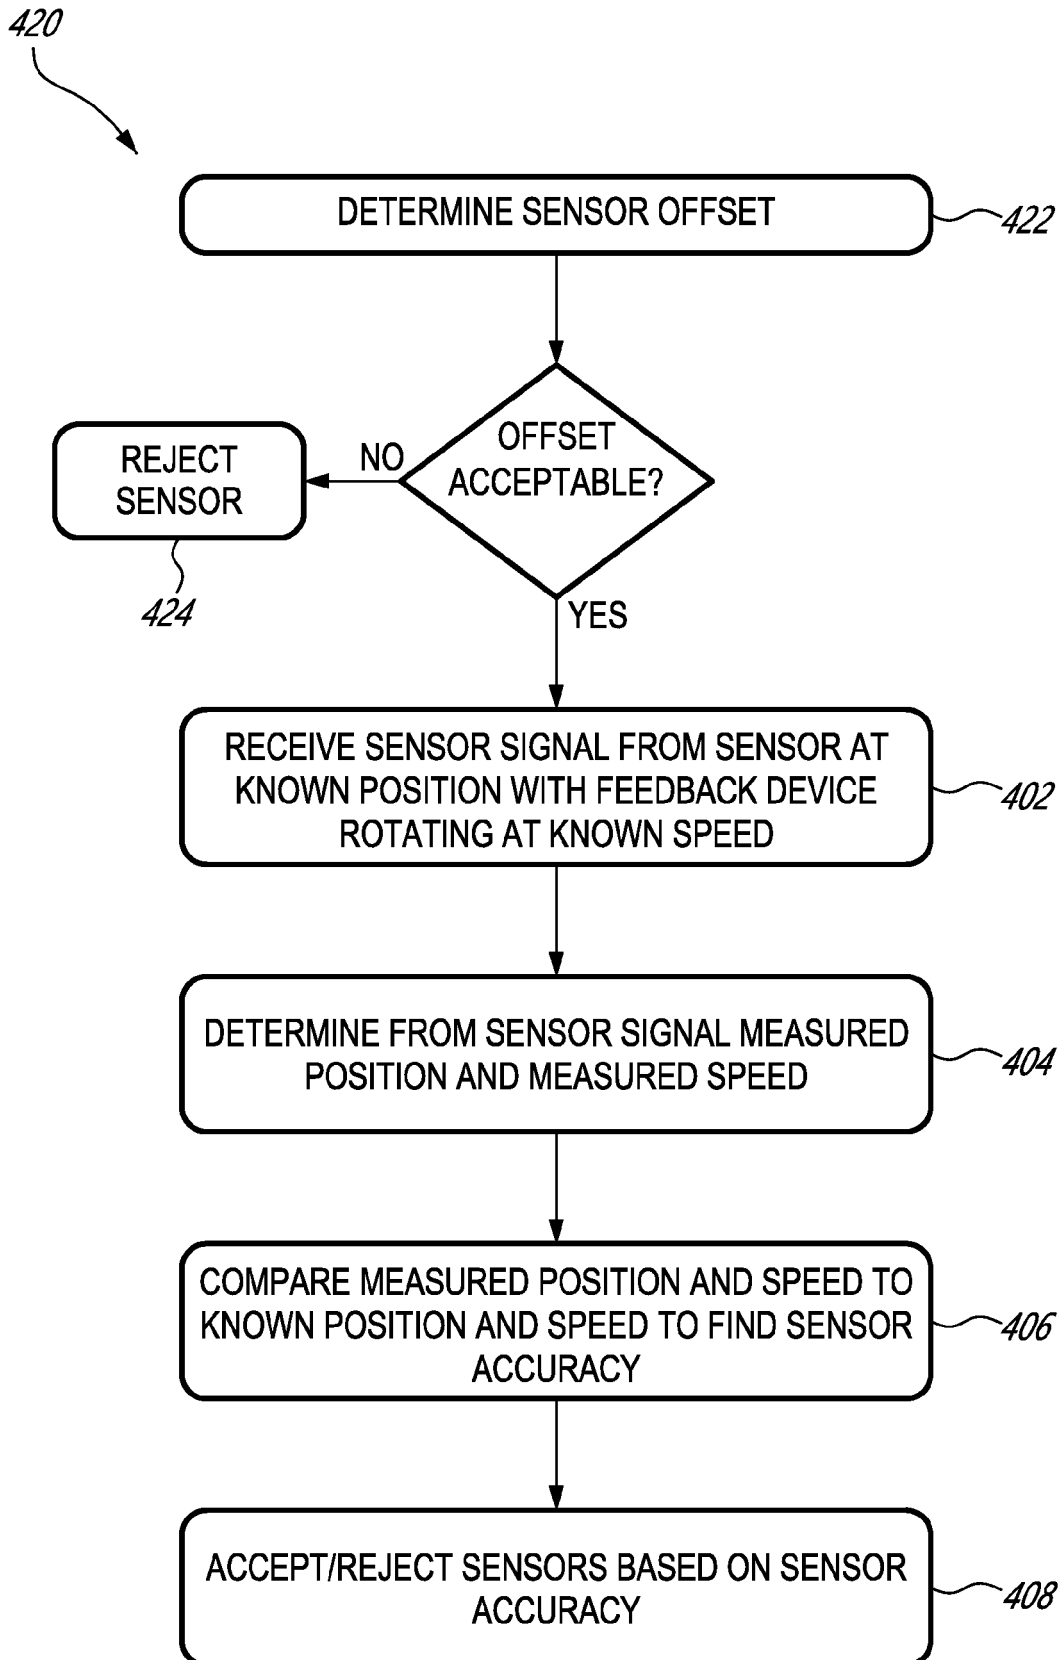 420
DETERMINE SENSOR OFFSET
422
OFFSET
ACCEPTABLE?
NO
REJECT
SENSOR
424
YES
RECEIVE SENSOR SIGNAL FROM SENSOR AT
KNOWN POSITION WITH FEEDBACK DEVICE
ROTATING AT KNOWN SPEED
402
DETERMINE FROM SENSOR SIGNAL MEASURED
POSITION AND MEASURED SPEED
404
COMPARE MEASURED POSITION AND SPEED TO
KNOWN POSITION AND SPEED TO FIND SENSOR
ACCURACY
406
ACCEPT/REJECT SENSORS BASED ON SENSOR
ACCURACY
408